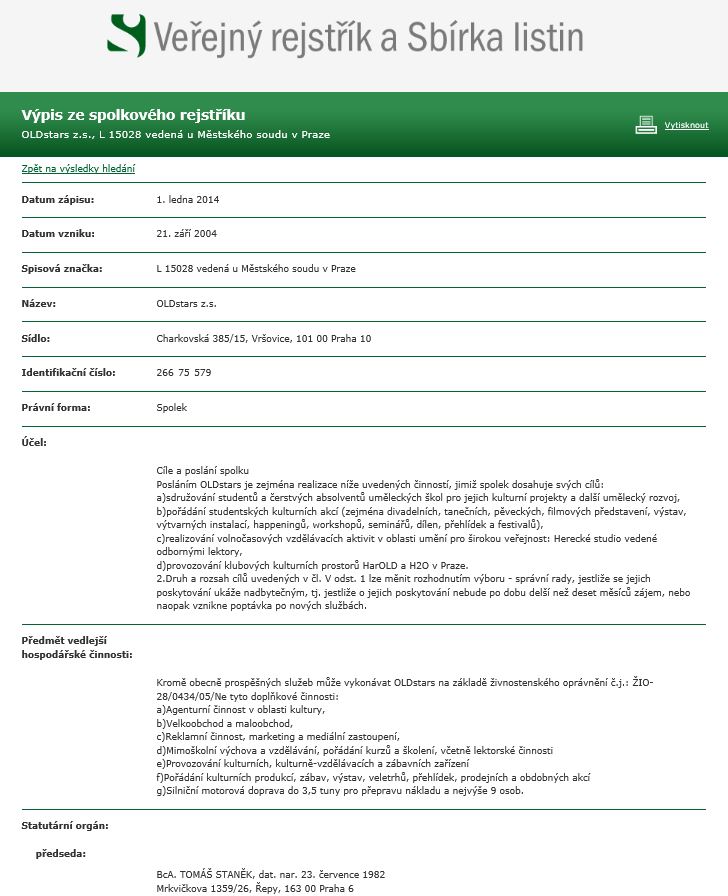 Veřejný rejstřík a Sbírka listin
Výpis ze spolkového rejstříku
OLDstars z.s., L 15028 vedená u Městského soudu v Praze
Vytisknout
Zpět na výsledky hledání
Datum zápisu: 1. ledna 2014
Datum vzniku: 21. září 2004
Spisová značka: L 15028 vedená u Městského soudu v Praze
Název: OLDstars z.s.
Sídlo: Charkovská 385/15, Vršovice, 101 00 Praha 10
Identifikační číslo: 266 75 579
Právní forma: Spolek
Účel:
Cíle a poslání spolku
Posláním OLDstars je zejména realizace níže uvedených činností, jimiž spolek dosahuje svých cílů:
a)sdružování studentů a čerstvých absolventů uměleckých škol pro jejich kulturní projekty a další umělecký rozvoj,
b)pořádání studentských kulturních akcí (zejména divadelních, tanečních, pěveckých, filmových představení, výstav,
výtvarných instalací, happeningů, workshopů, seminářů, dílen, přehlídek a festivalů),
c)realizování volnočasových vzdělávacích aktivit v oblasti umění pro širokou veřejnost: Herecké studio vedené
odbornými lektory,
d)provozování klubových kulturních prostorů HarOLD a H2O v Praze.
2.Druh a rozsah cílů uvedených v čl. V odst. 1 lze měnit rozhodnutím výboru - správní rady, jestliže se jejich
poskytování ukáže nadbytečným, tj. jestliže o jejich poskytování nebude po dobu delší než deset měsíců zájem, nebo
naopak vznikne poptávka po nových službách.
Předmět vedlejší
hospodářské činnosti:
Kromě obecně prospěšných služeb může vykonávat OLDstars na základě živnostenského oprávnění č.j.: ŽIO-
28/0434/05/Ne tyto doplňkové činnosti:
a)Agenturní činnost v oblasti kultury,
b)Velkoobchod a maloobchod,
c)Reklamní činnost, marketing a mediální zastoupení,
d)Mimoškolní výchova a vzdělávání, pořádání kurzů a školení, včetně lektorské činnosti
e)Provozování kulturních, kulturně-vzdělávacích a zábavních zařízení
f)Pořádání kulturních produkcí, zábav, výstav, veletrhů, přehlídek, prodejních a obdobných akcí
g)Silniční motorová doprava do 3,5 tuny pro přepravu nákladu a nejvýše 9 osob.
Statutární orgán:
předseda:
BcA. TOMÁŠ STANĚK, dat. nar. 23. července 1982
Mrkvičkova 1359/26, Řepy, 163 00 Praha 6